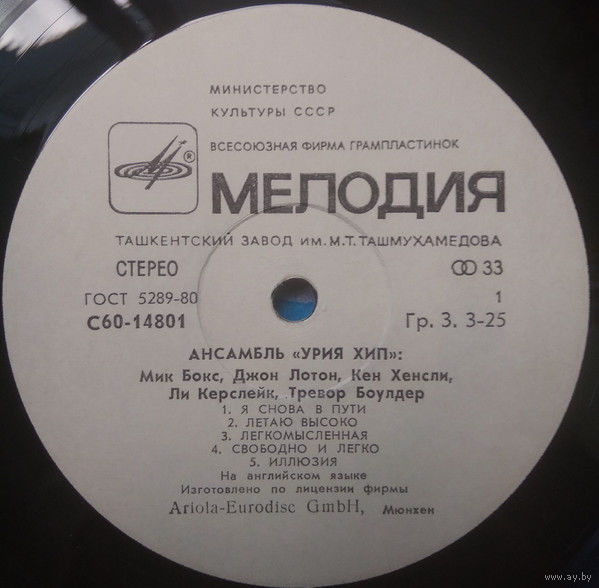 МИНИСТЕРСТВО
КУЛЬТУРЫ СССР
®
ВСЕСОЮЗНАЯ ФИРМА ГРАМПЛАСТИНОК
МЕЛОДИЯ
ТАШКЕНТСКИЙ ЗАВОД ИМ. М.Т. ТАШМУХАМЕДОВА
СТЕРЕО 33
ГОСТ 5289-80 1
С60-14801 Гр. 3. 3-25
АНСАМБЛЬ «УРИЯ ХИП»:
Мик Бокс, Джон Лотон, Кен Хенсли,
Ли Керслейк, Тревор Боулдер
1. Я СНОВА В ПУТИ
2. ЛЕТАЮ ВЫСОКО
3. ЛЕГКОМЫСЛЕННАЯ
4. СВОБОДНО И ЛЕГКО
5. ИЛЛЮЗИЯ
На английском языке
Изготовлено по лицензии фирмы
Ariola-Eurodisc GmbH, Мюнхен
www.ay.by